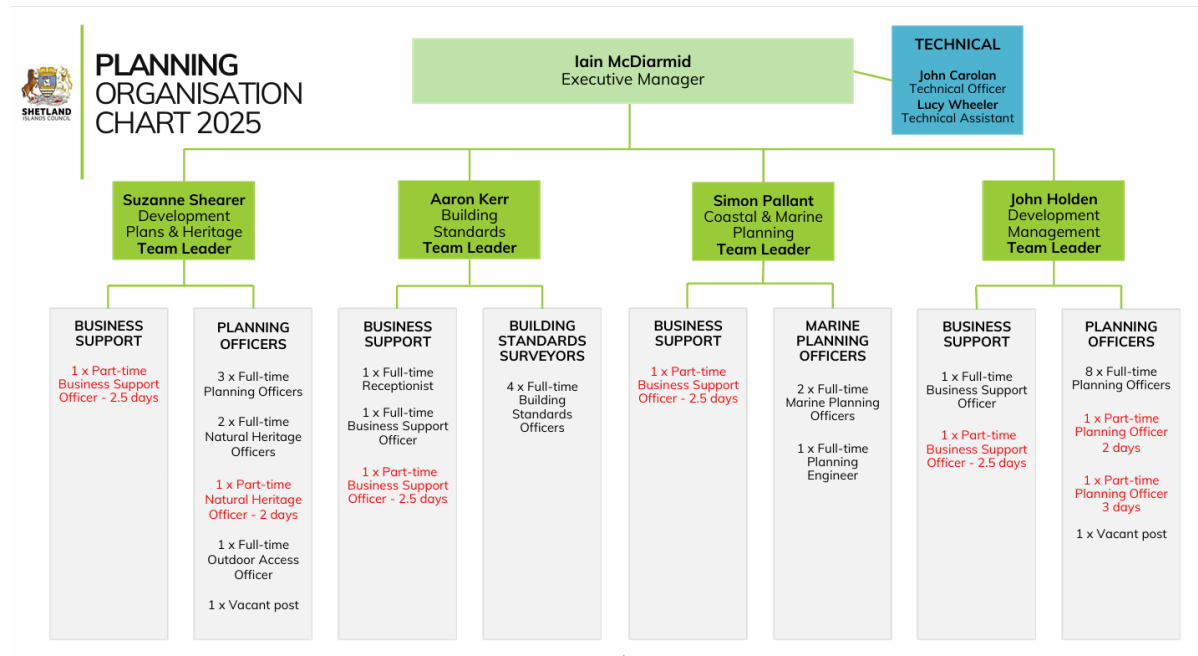 SHETLAND
ISLANDS COUNCIL
PLANNING
ORGANISATION
CHART 2025
Iain McDiarmid
Executive Manager
TECHNICAL
John Carolan
Technical Officer
Lucy Wheeler
Technical Assistant
Suzanne Shearer
Development
Plans & Heritage
Team Leader
Aaron Kerr
Building
Standards
Team Leader
Simon Pallant
Coastal & Marine
Planning
Team Leader
John Holden
Development
Management
Team Leader
BUSINESS
SUPPORT
1 x Part-time
Business Support
Officer - 2.5 days
PLANNING
OFFICERS
3 x Full-time
Planning Officers
2 x Full-time
Natural Heritage
Officers
1 x Part-time
Natural Heritage
Officer - 2 days
1 x Full-time
Outdoor Access
Officer
1 x Vacant post
BUSINESS
SUPPORT
1 x Full-time
Receptionist
1 x Full-time
Business Support
Officer
1 x Part-time
Business Support
Officer - 2.5 days
BUILDING
STANDARDS
SURVEYORS
4 x Full-time
Building
Standards
Officers
BUSINESS
SUPPORT
1 x Part-time
Business Support
Officer - 2.5 days
MARINE
PLANNING
OFFICERS
2 x Full-time
Marine Planning
Officers
1 x Full-time
Planning
Engineer
BUSINESS
SUPPORT
1 x Full-time
Business Support
Officer
1 x Part-time
Business Support
Officer - 2.5 days
PLANNING
OFFICERS
8 x Full-time
Planning Officers
1 x Part-time
Planning Officer
2 days
1 x Part-time
Planning Officer
3 days
1 x Vacant post